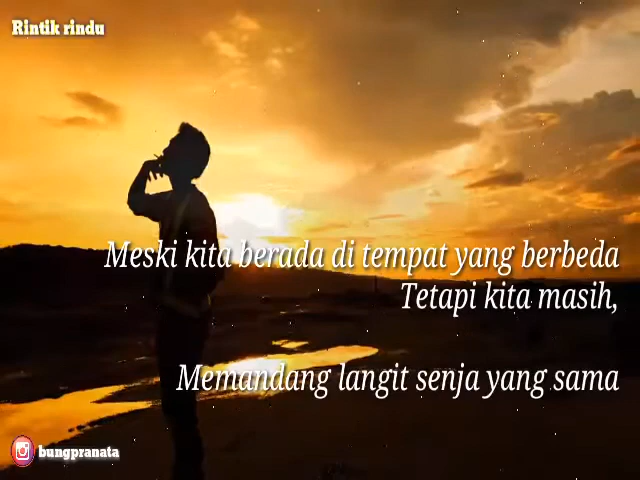 Rintik rindu
Meski kita berada di tempat yang berbeda
Tetapi kita masih,
Memandang langit senja yang sama
bungpranata